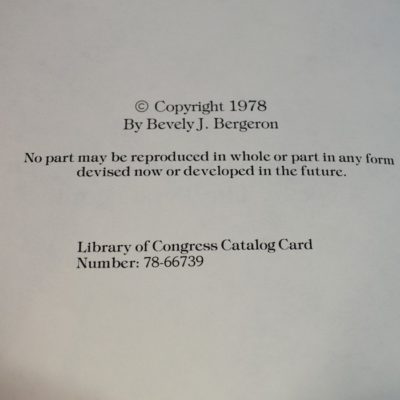 © Copyright 1978
By Bevely J. Bergeron
No part may be reproduced in whole or part in any form
devised now or developed in the future.
Library of Congress Catalog Card
Number: 78-66739